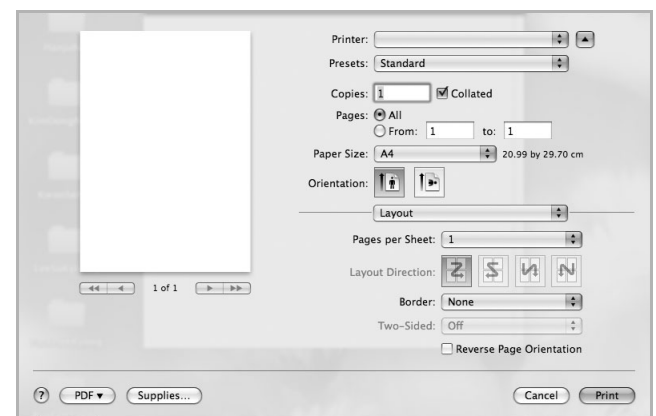 Printer:
Presets: Standard
Copies: 1 Collated
Pages: All
From: 1 to: 1
Paper Size: A4 20.99 by 29.70 cm
Orientation:
Layout
Pages per Sheet: 1
Layout Direction:
1 of 1
Border: None
Two-Sided: Off
Reverse Page Orientation
? PDF Supplies... Cancel Print